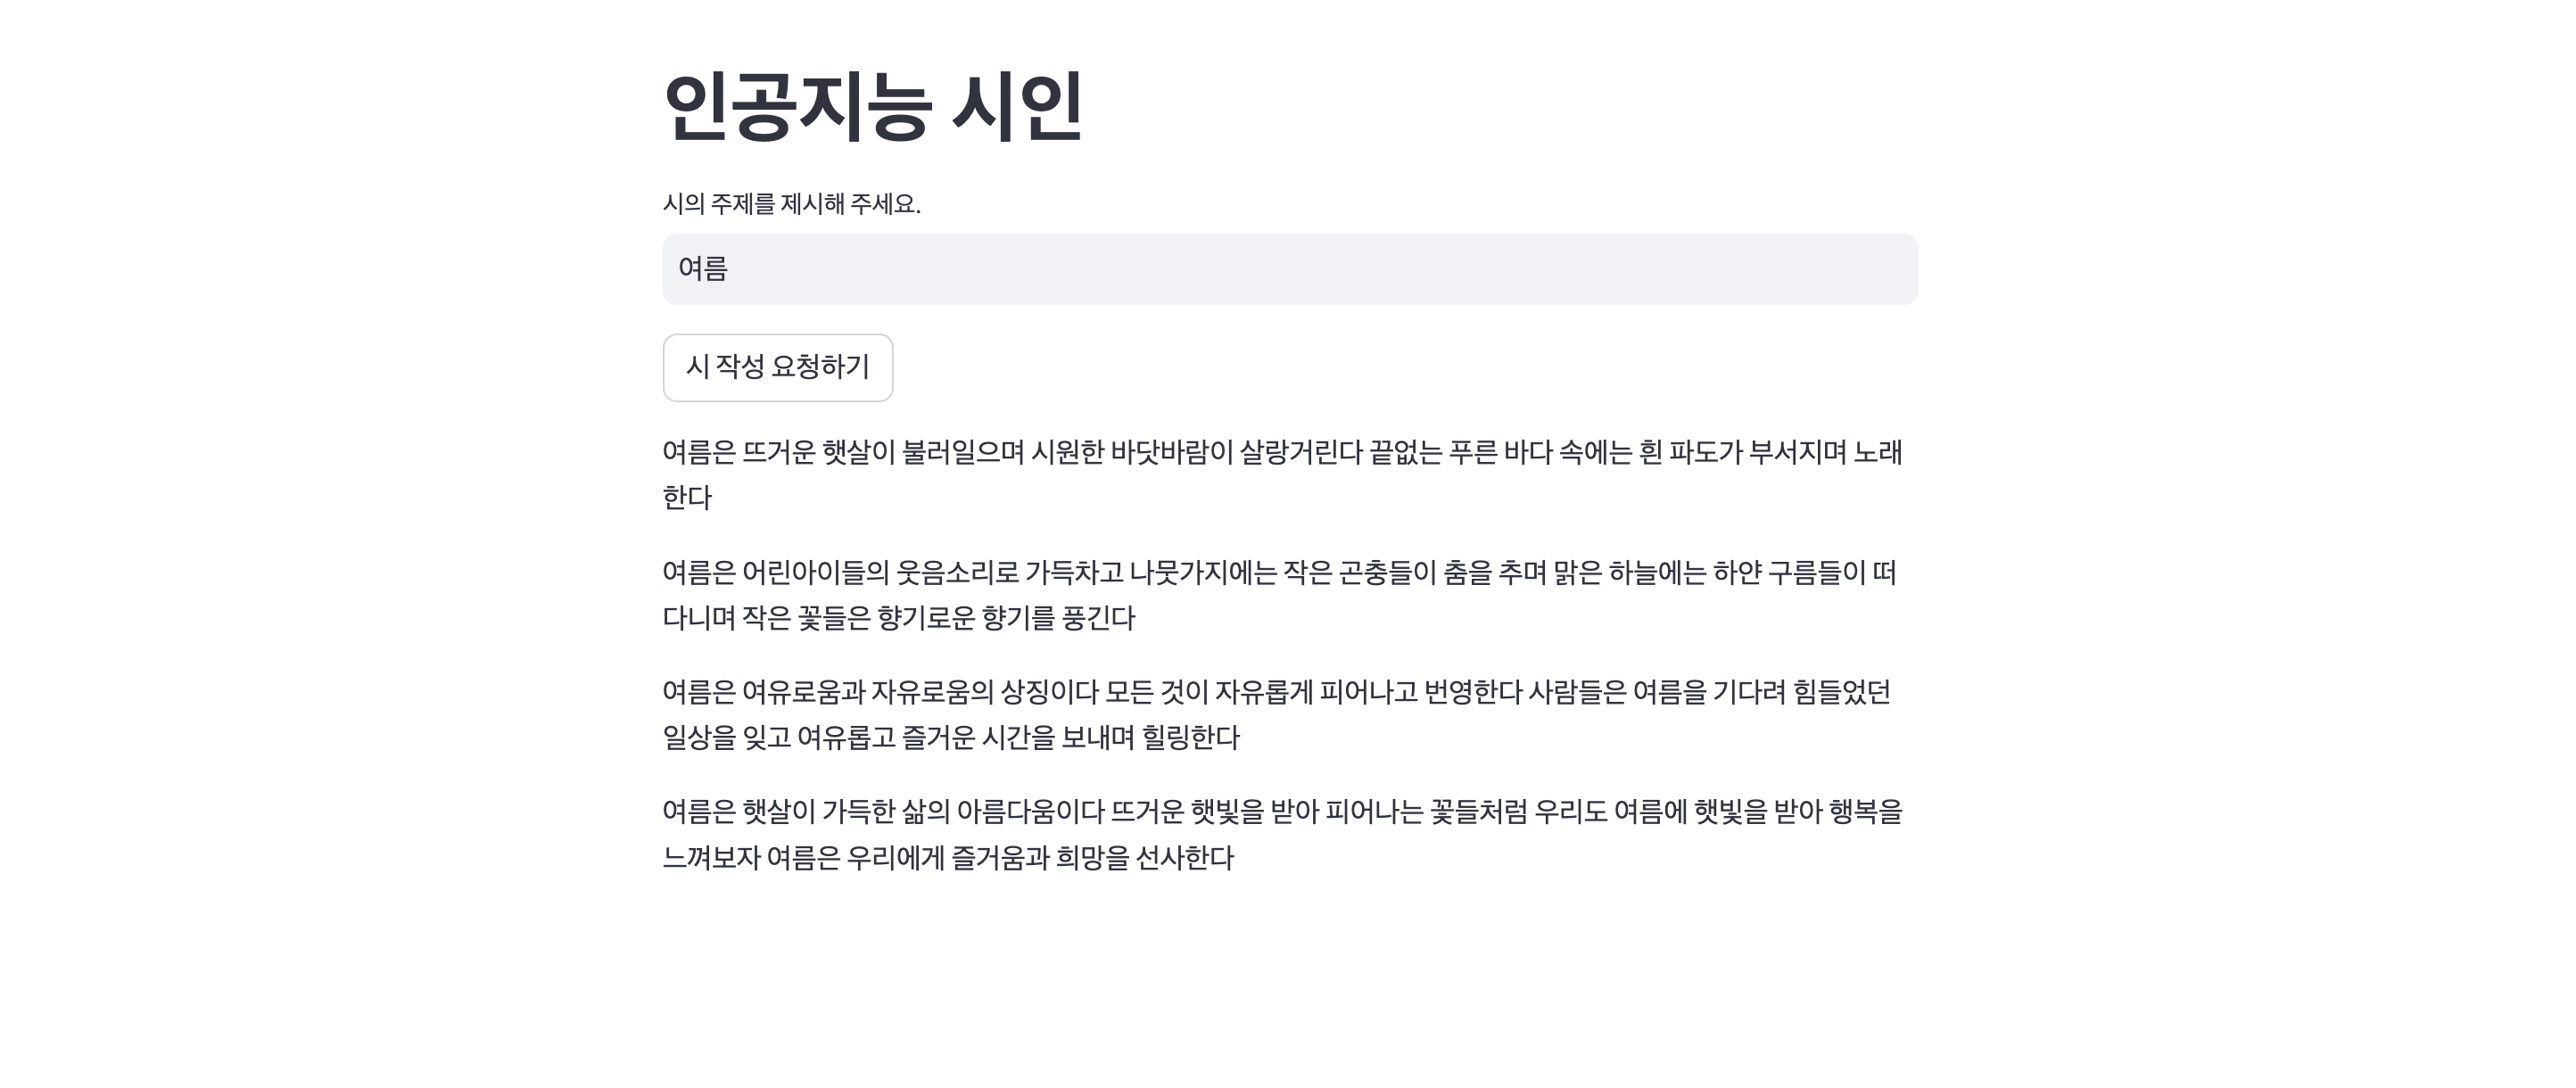 인공지능 시인
시의 주제를 제시해 주세요.
여름
시 작성 요청하기
여름은 뜨거운 햇살이 불러일으며 시원한 바닷바람이 살랑거린다 끝없는 푸른 바다 속에는 흰 파도가 부서지며 노래
한다
여름은 어린아이들의 웃음소리로 가득차고 나뭇가지에는 작은 곤충들이 춤을 추며 맑은 하늘에는 하얀 구름들이 떠
다니며 작은 꽃들은 향기로운 향기를 풍긴다
여름은 여유로움과 자유로움의 상징이다 모든 것이 자유롭게 피어나고 번영한다 사람들은 여름을 기다려 힘들었던
일상을 잊고 여유롭고 즐거운 시간을 보내며 힐링한다
여름은 햇살이 가득한 삶의 아름다움이다 뜨거운 햇빛을 받아 피어나는 꽃들처럼 우리도 여름에 햇빛을 받아 행복을
느껴보자 여름은 우리에게 즐거움과 희망을 선사한다